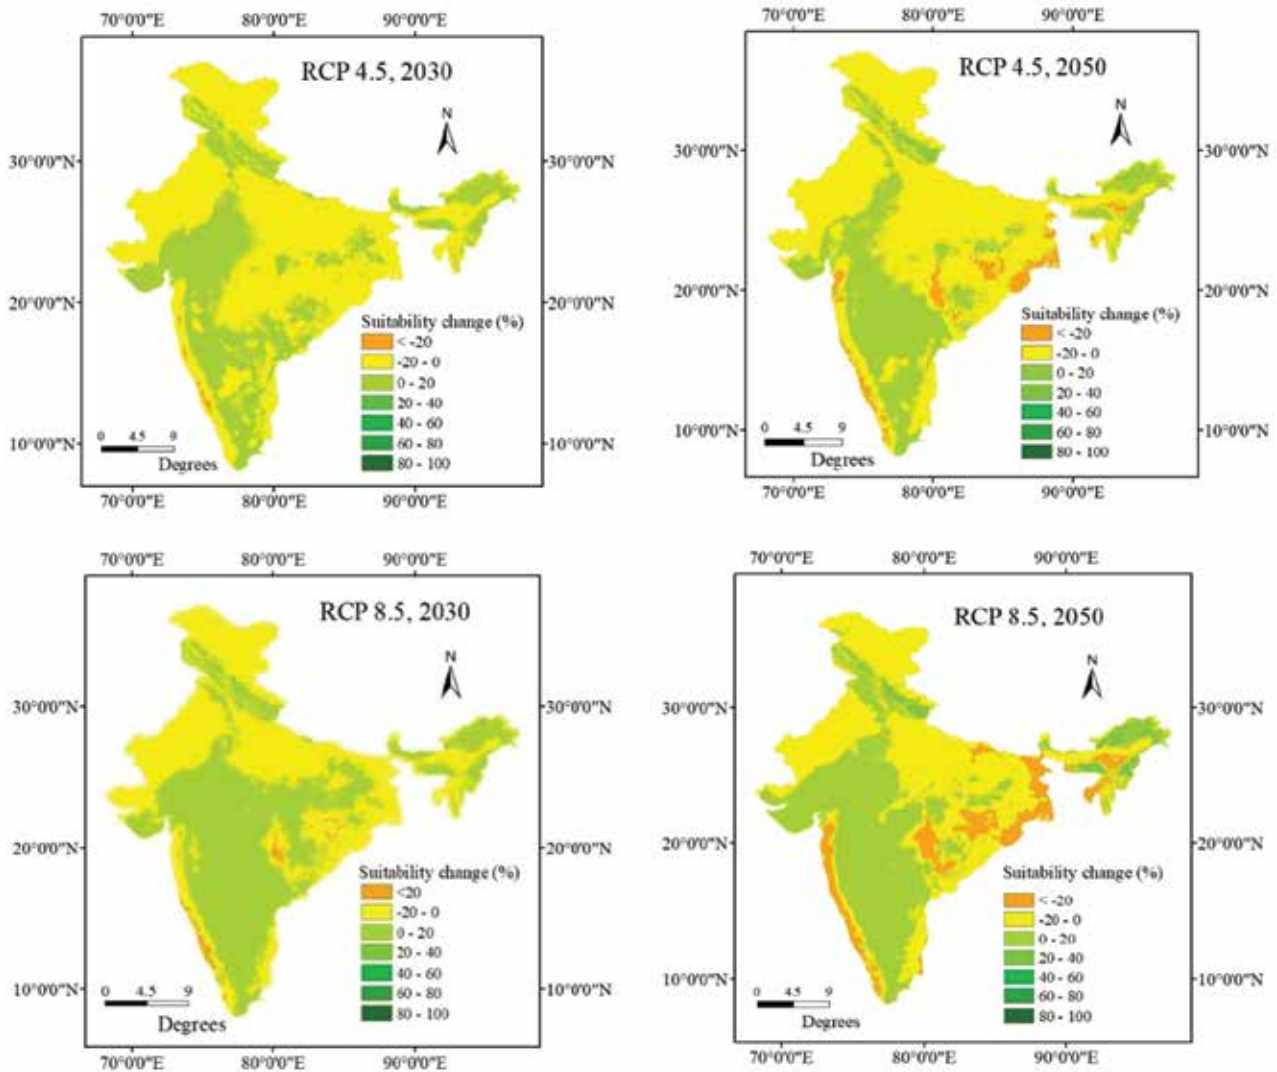 70°0'0"E 80°0'0"E 90°0'0"E
RCP 4.5, 2030
N
30°0'0"N 30°0'0"N
20°0'0"N 20°0'0"N
Suitability change (%)
< -20
-20 - 0
0 - 20
20 - 40
40 - 60
60 - 80
80 - 100
10°0'0"N 10°0'0"N
0 4.5 9
Degrees
70°0'0"E 80°0'0"E 90°0'0"E
70°0'0"E 80°0'0"E 90°0'0"E
RCP 4.5, 2050
N
30°0'0"N 30°0'0"N
20°0'0"N 20°0'0"N
Suitability change (%)
< -20
-20 - 0
0 - 20
20 - 40
40 - 60
60 - 80
80 - 100
10°0'0"N 10°0'0"N
0 4.5 9
Degrees
70°0'0"E 80°0'0"E 90°0'0"E
70°0'0"E 80°0'0"E 90°0'0"E
RCP 8.5, 2030
N
30°0'0"N 30°0'0"N
20°0'0"N 20°0'0"N
Suitability change (%)
<20
-20 - 0
0 - 20
20 - 40
40 - 60
60 - 80
80 - 100
10°0'0"N 10°0'0"N
0 4.5 9
Degrees
70°0'0"E 80°0'0"E 90°0'0"E
70°0'0"E 80°0'0"E 90°0'0"E
RCP 8.5, 2050
N
30°0'0"N 30°0'0"N
20°0'0"N 20°0'0"N
Suitability change (%)
< -20
-20 - 0
0 - 20
20 - 40
40 - 60
60 - 80
80 - 100
10°0'0"N 10°0'0"N
0 4.5 9
Degrees
70°0'0"E 80°0'0"E 90°0'0"E